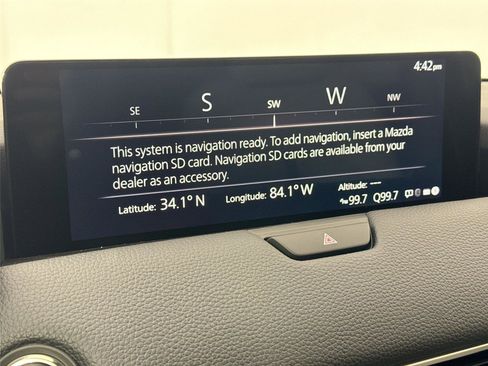 4:42pm
SE S SW W NW
This system is navigation ready. To add navigation, insert a Mazda
navigation SD card. Navigation SD cards are available from your
dealer as an accessory.
Latitude: 34.1° N Longitude: 84.1° W Altitude: ----
99.7 Q99.7